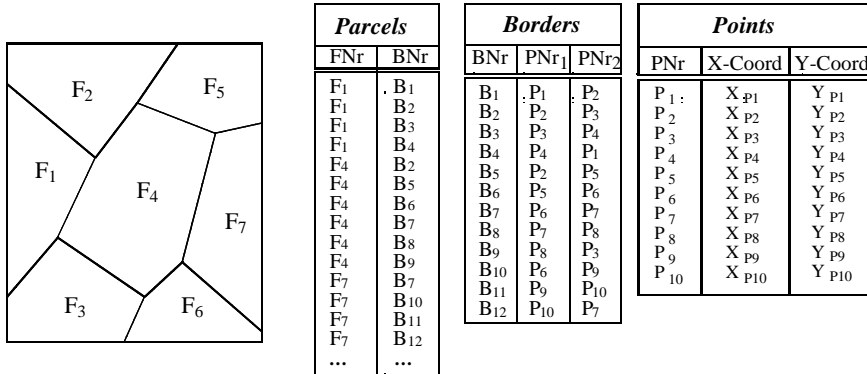 F2
F5
F1
F4
F7
F3
F6
Parcels
FNr BNr
F1 B1
F1 B2
F1 B3
F1 B4
F4 B2
F4 B5
F4 B6
F4 B7
F4 B8
F4 B9
F7 B7
F7 B10
F7 B11
F7 B12
... ...
Borders
BNr PNr1 PNr2
B1 P1 P2
B2 P2 P3
B3 P3 P4
B4 P4 P1
B5 P2 P5
B6 P5 P6
B7 P6 P7
B8 P7 P8
B9 P8 P3
B10 P6 P9
B11 P9 P10
B12 P10 P7
Points
PNr X-Coord Y-Coord
P1 XP1 YP1
P2 XP2 YP2
P3 XP3 YP3
P4 XP4 YP4
P5 XP5 YP5
P6 XP6 YP6
P7 XP7 YP7
P8 XP8 YP8
P9 XP9 YP9
P10 XP10 YP10